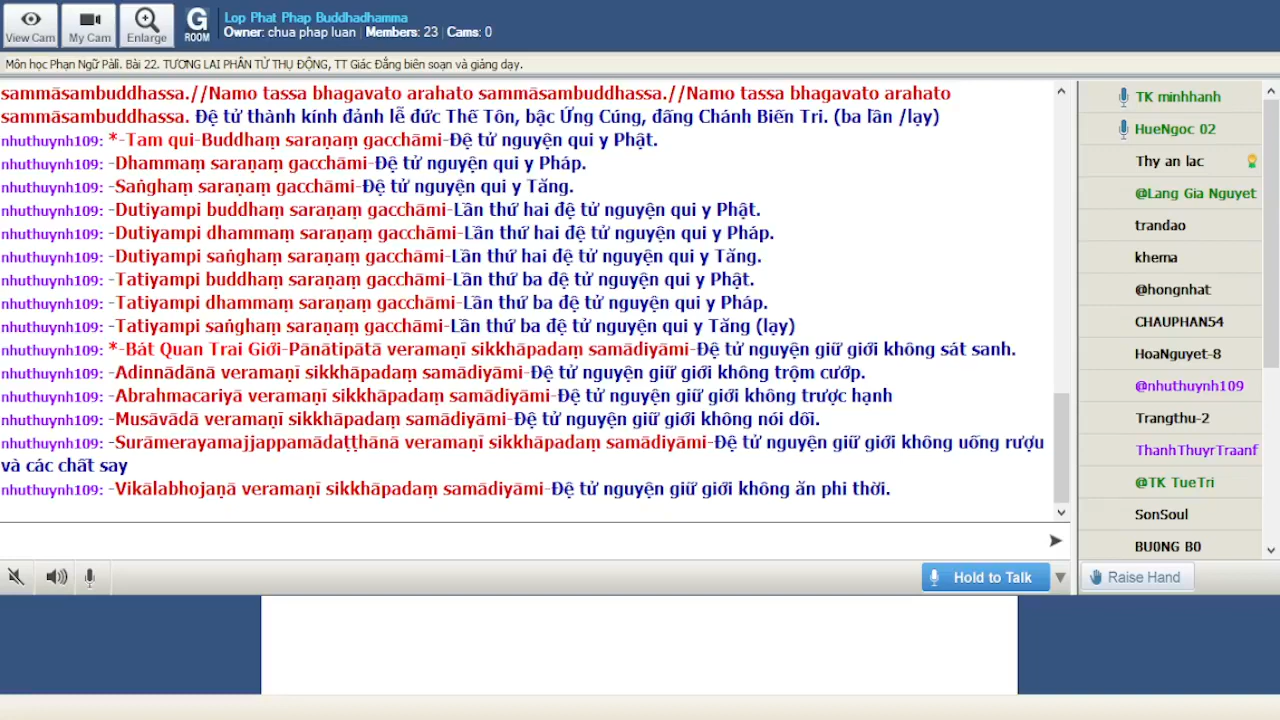 View Cam
My Cam
Enlarge
G
ROOM
Lop Phat Phap Buddhadhamma
Owner: chua phap luan | Members: 23 | Cams: 0
Môn học Phạn Ngữ Pāli. Bài 22. TƯƠNG LAI PHÂN TỪ THỤ ĐỘNG, TT Giác Đẳng biên soạn và giảng dạy.
sammāsambuddhassa.//Namo tassa bhagavato arahato sammāsambuddhassa.//Namo tassa bhagavato arahato
sammāsambuddhassa. Đệ tử thành kính đảnh lễ đức Thế Tôn, bậc Ứng Cúng, đấng Chánh Biến Tri. (ba lần /lạy)
nhuthuynh109: *-Tam qui-Buddhaṃ saraṇaṃ gacchāmi-Đệ tử nguyện qui y Phật.
nhuthuynh109: -Dhammaṃ saraṇaṃ gacchāmi-Đệ tử nguyện qui y Pháp.
nhuthuynh109: -Saṅghaṃ saraṇaṃ gacchāmi-Đệ tử nguyện qui y Tăng.
nhuthuynh109: -Dutiyampi buddhaṃ saraṇaṃ gacchāmi-Lần thứ hai đệ tử nguyện qui y Phật.
nhuthuynh109: -Dutiyampi dhammaṃ saraṇaṃ gacchāmi-Lần thứ hai đệ tử nguyện qui y Pháp.
nhuthuynh109: -Dutiyampi saṅghaṃ saraṇaṃ gacchāmi-Lần thứ hai đệ tử nguyện qui y Tăng.
nhuthuynh109: -Tatiyampi buddhaṃ saraṇaṃ gacchāmi-Lần thứ ba đệ tử nguyện qui y Phật.
nhuthuynh109: -Tatiyampi dhammaṃ saraṇaṃ gacchāmi-Lần thứ ba đệ tử nguyện qui y Pháp.
nhuthuynh109: -Tatiyampi saṅghaṃ saraṇaṃ gacchāmi-Lần thứ ba đệ tử nguyện qui y Tăng (lạy)
nhuthuynh109: *-Bát Quan Trai Giới-Pānātipātā veramaṇī sikkhāpadaṃ samādiyāmi-Đệ tử nguyện giữ giới không sát sanh.
nhuthuynh109: -Adinnādānā veramaṇī sikkhāpadaṃ samādiyāmi-Đệ tử nguyện giữ giới không trộm cướp.
nhuthuynh109: -Abrahmacariyā veramaṇī sikkhāpadaṃ samādiyāmi-Đệ tử nguyện giữ giới không trược hạnh
nhuthuynh109: -Musāvādā veramaṇī sikkhāpadaṃ samādiyāmi-Đệ tử nguyện giữ giới không nói dối.
nhuthuynh109: -Surāmerayamajjappamādaṭṭhānā veramaṇī sikkhāpadaṃ samādiyāmi-Đệ tử nguyện giữ giới không uống rượu
và các chất say
nhuthuynh109: -Vikālabhojaṇā veramaṇī sikkhāpadaṃ samādiyāmi-Đệ tử nguyện giữ giới không ăn phi thời.
TK minhhanh
HueNgoc 02
Thy an lac
@Lang Gia Nguyet
trandao
khema
@hongnhat
CHAUPHAN54
HoaNguyet-8
@nhuthuynh109
Trangthu-2
ThanhThuyrTraanf
@TK TueTri
SonSoul
BU0NG B0
Hold to Talk
Raise Hand